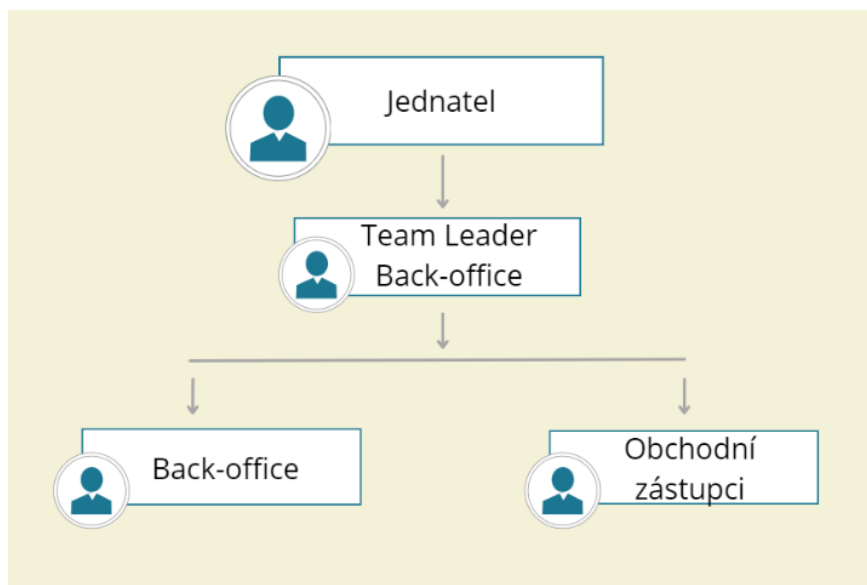 Jednatel
Team Leader
Back-office
Back-office
Obchodní
zástupci